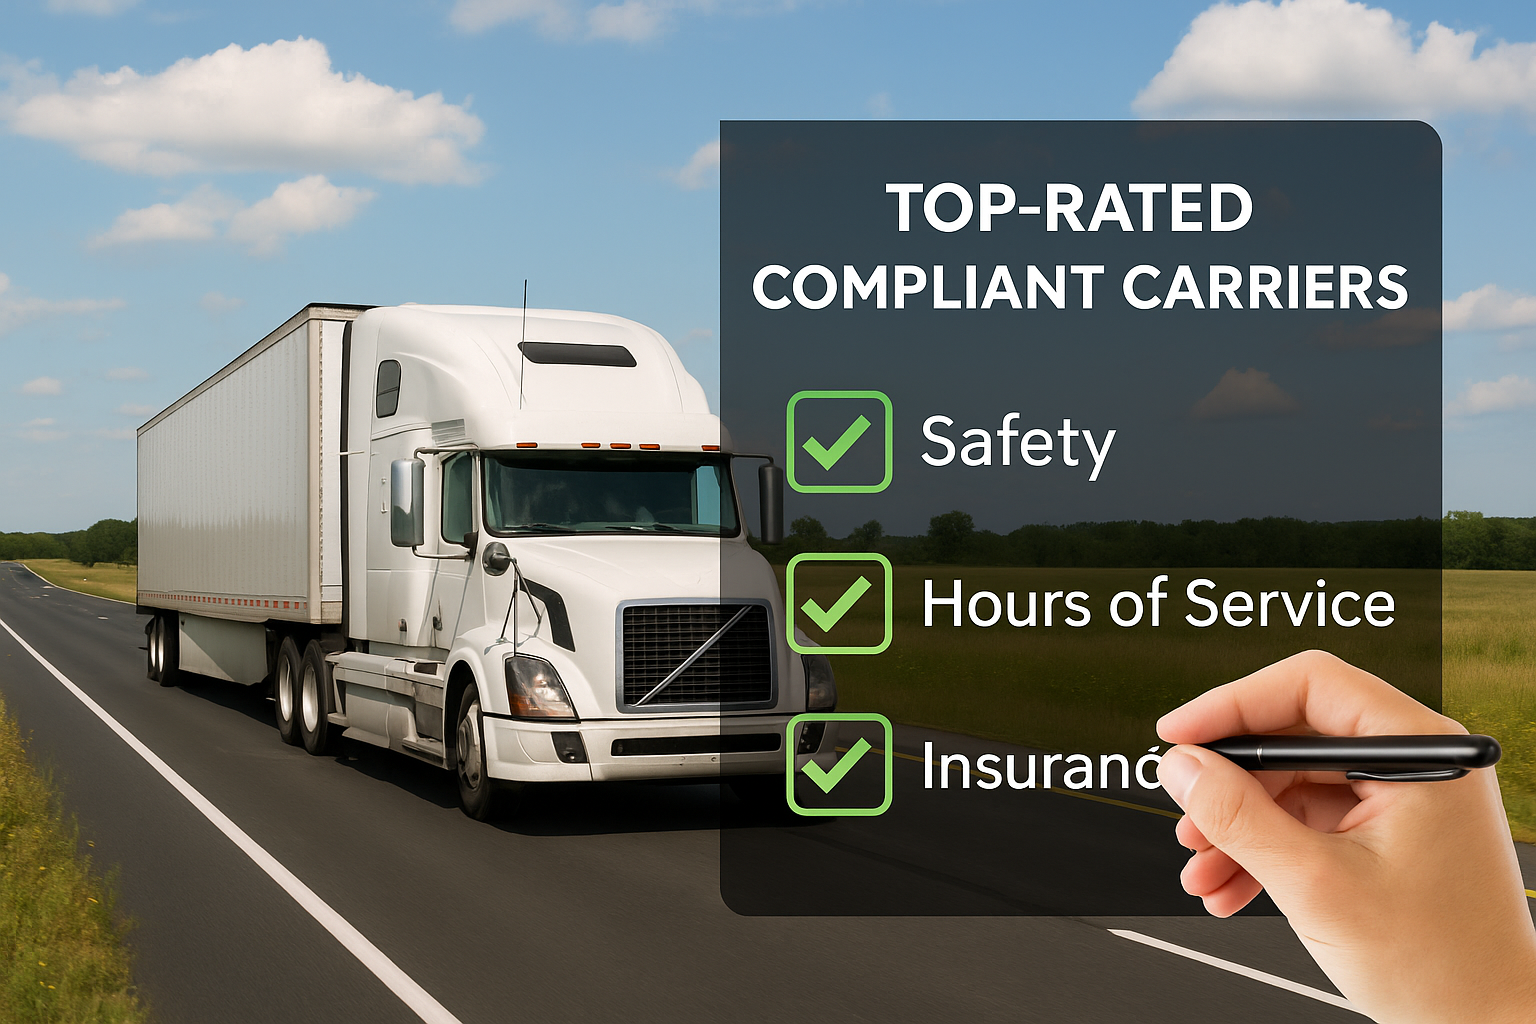 TOP-RATED
COMPLIANT CARRIERS
Safety
Hours of Service
Insuranc